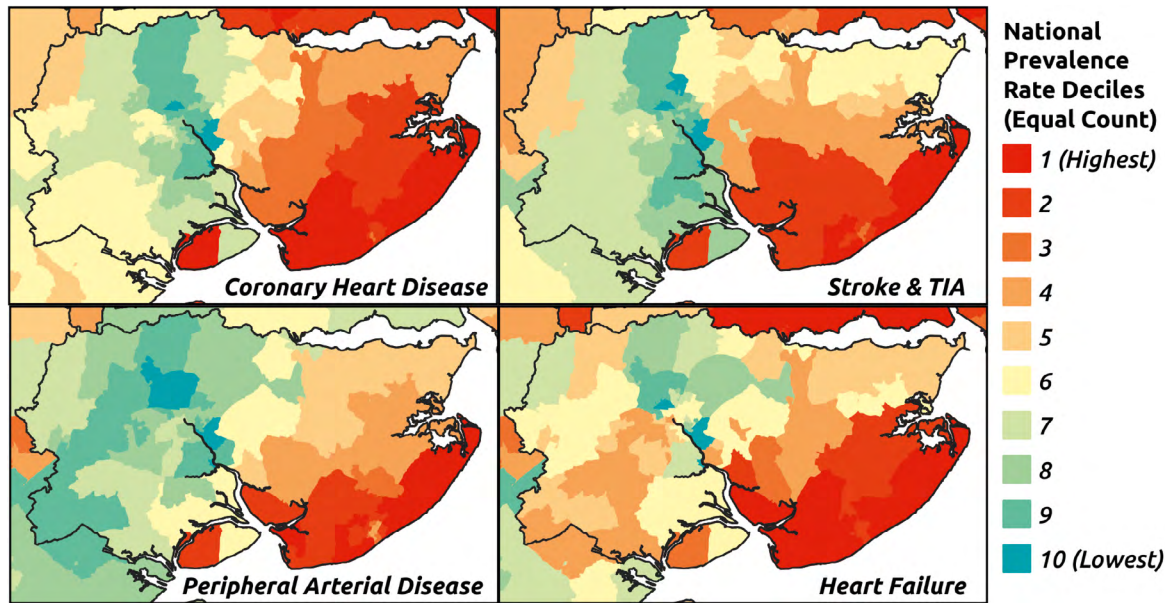 Coronary Heart Disease
Stroke & TIA
Peripheral Arterial Disease
Heart Failure
National
Prevalence
Rate Deciles
(Equal Count)
1 (Highest)
2
3
4
5
6
7
8
9
10 (Lowest)